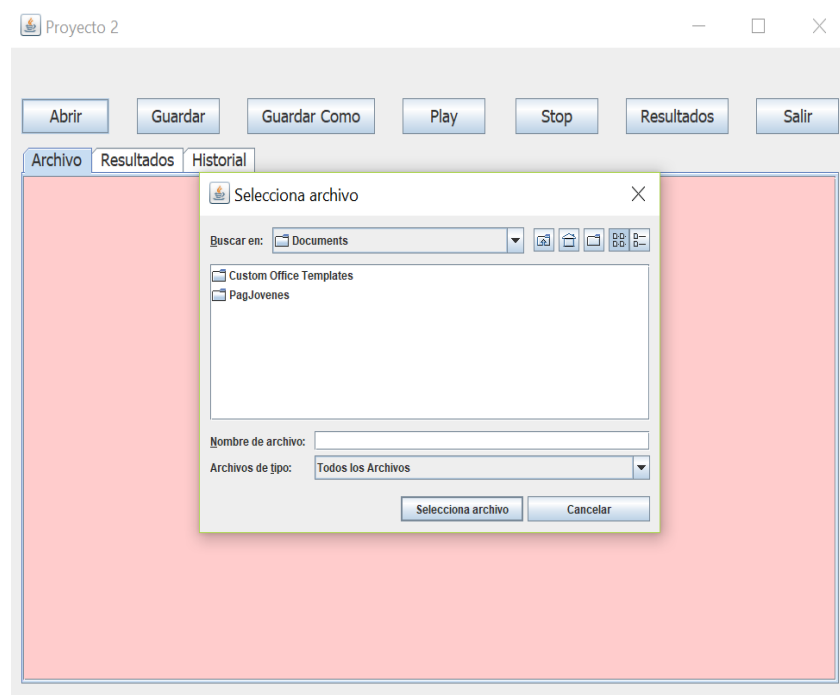 Proyecto 2
Abrir Guardar Guardar Como Play Stop Resultados Salir
Archivo Resultados Historial
Selecciona archivo
Buscar en: Documents
Custom Office Templates
PagJovenes
Nombre de archivo:
Archivos de tipo: Todos los Archivos
Selecciona archivo Cancelar